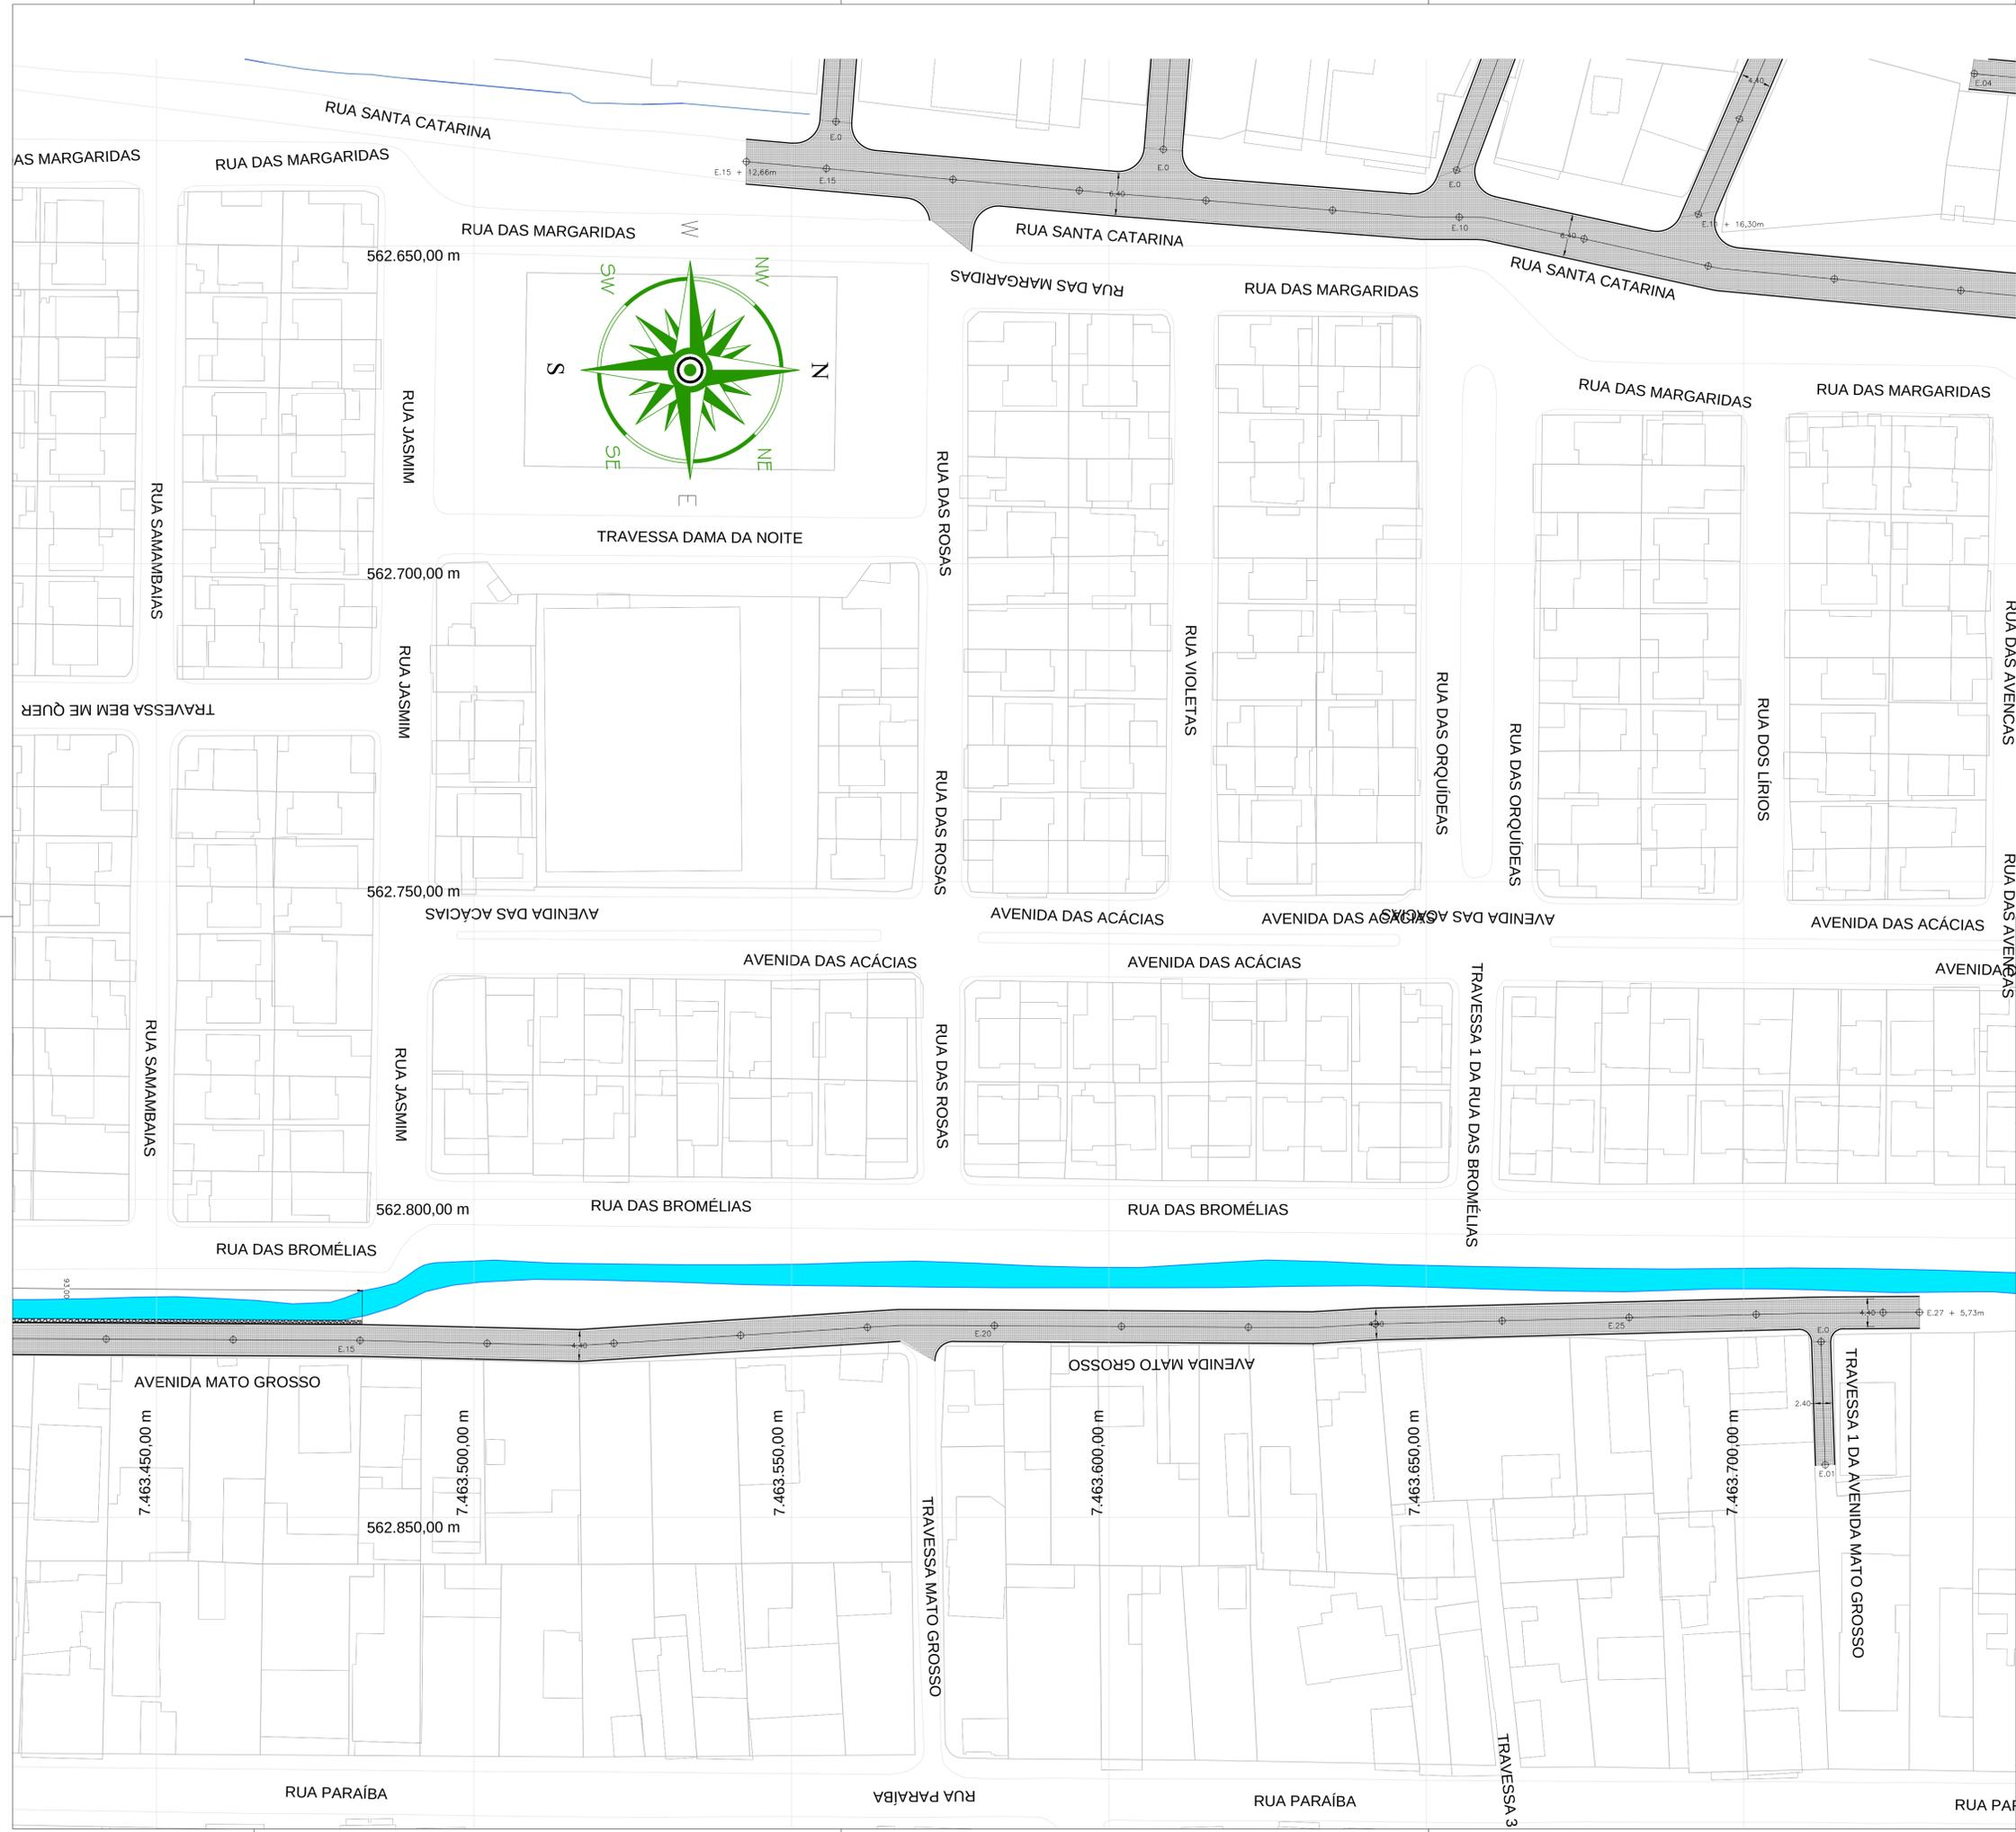 E.04
4,40
RUA SANTA CATARINA
E.0
E.0
E.0
AS MARGARIDAS
RUA DAS MARGARIDAS
E.15 + 12,66m
E.15
6,40
E.10
6,40
E.11 + 16,30m
RUA DAS MARGARIDAS
W
RUA SANTA CATARINA
562.650,00 m
SW
NW
RUA DAS MARGARIDAS
RUA SANTA CATARINA
RUA DAS MARGARIDAS
S
N
RUA DAS MARGARIDAS
RUA DAS MARGARIDAS
RUA JASMIM
SE
NE
E
RUA DAS ROSAS
RUA SAMAMBAIAS
TRAVESSA DAMA DA NOITE
562.700,00 m
RUA JASMIM
RUA VIOLETAS
RUA DAS ORQUÍDEAS
RUA DAS ORQUÍDEAS
RUA DOS LÍRIOS
RUA DAS AVENCAS
TRAVESSA BEM ME QUER
RUA DAS ROSAS
562.750,00 m
AVENIDA DAS ACÁCIAS
AVENIDA DAS ACÁCIAS
AVENIDA DAS ACÁCIAS
AVENIDA DAS ACÁCIAS
AVENIDA DAS ACÁCIAS
RUA DAS AVENCAS
AVENIDA DAS ACÁCIAS
AVENIDA DAS ACÁCIAS
AVENIDA D
RUA SAMAMBAIAS
RUA JASMIM
RUA DAS ROSAS
TRAVESSA 1 DA RUA DAS BROMÉLIAS
562.800,00 m
RUA DAS BROMÉLIAS
RUA DAS BROMÉLIAS
RUA DAS BROMÉLIAS
93,00
E.15
4,40
E.20
4,40
E.25
E.0
4,40
E.27 + 5,73m
AVENIDA MATO GROSSO
AVENIDA MATO GROSSO
2.40
E.01
TRAVESSA 1 DA AVENIDA MATO GROSSO
7.463.450,00 m
7.463.500,00 m
7.463.550,00 m
7.463.600,00 m
7.463.650,00 m
7.463.700,00 m
562.850,00 m
TRAVESSA MATO GROSSO
TRAVESSA 3
RUA PARAÍBA
RUA PARAÍBA
RUA PARAÍBA
RUA PAR